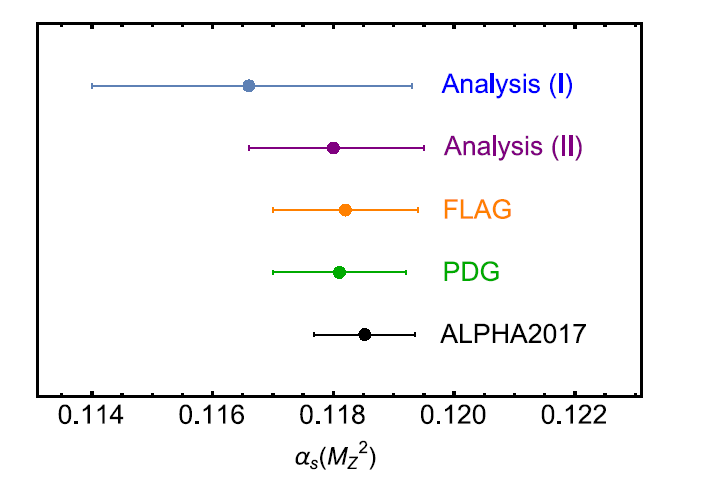 Analysis (I)
Analysis (II)
FLAG
PDG
ALPHA2017
0.114 0.116 0.118 0.120 0.122
αs(MZ²)